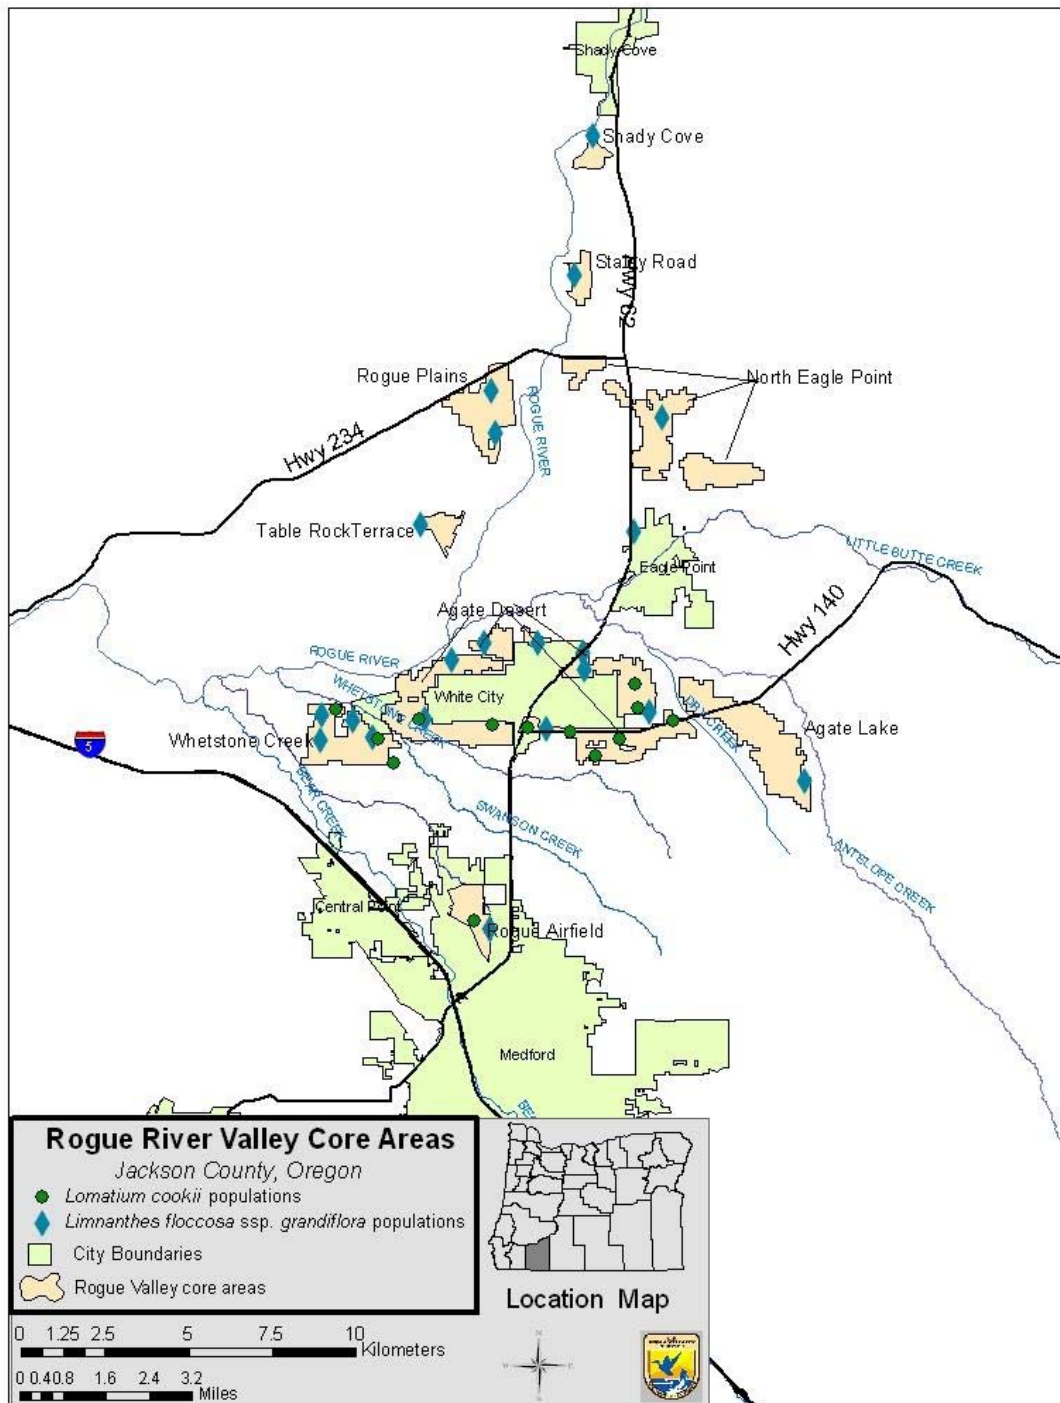 Shady Cove
Shady Cove
Staley Road
Hwy 62
Rogue Plains
North Eagle Point
Hwy 234
ROGUE RIVER
Table RockTerrace
LITTLE BUTTE CREEK
Eagle Point
Agate Desert
Hwy 140
ROGUE RIVER
WHETSTONE CREEK
White City
DRY CREEK
Agate Lake
Whetstone Creek
5
BEAR CREEK
SWANSON CREEK
ANTELOPE CREEK
Central Point
Rogue Airfield
Medford
Rogue River Valley Core Areas
Jackson County, Oregon
Lomatium cookii populations
Limnanthes floccosa ssp. grandiflora populations
City Boundaries
Rogue Valley core areas
Location Map
0 1.25 2.5 5 7.5 10
Kilometers
0 0.40.8 1.6 2.4 3.2
Miles